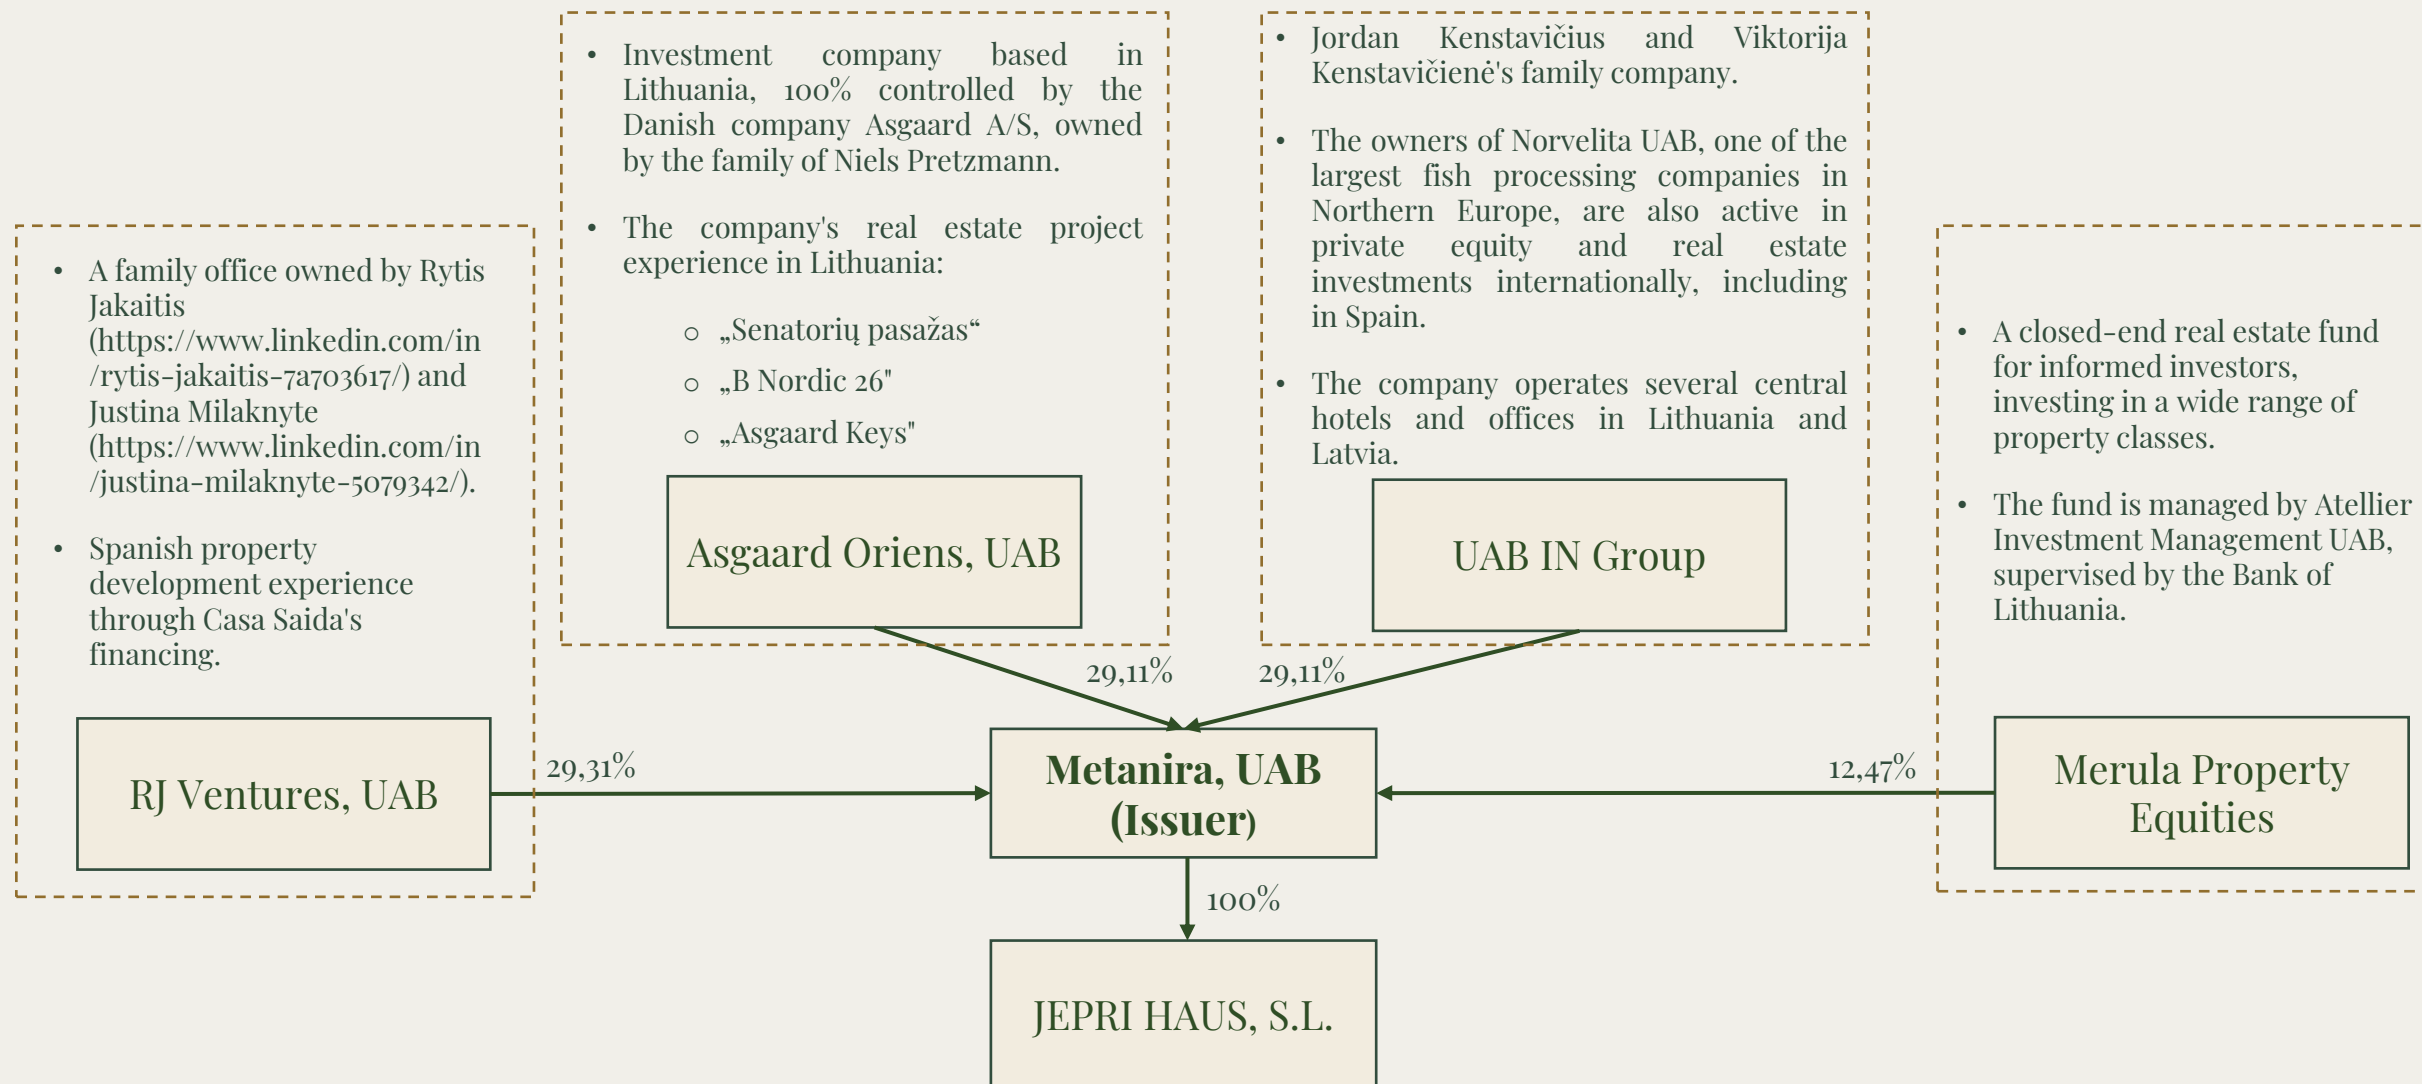 • A family office owned by Rytis
Jakaitis
(https://www.linkedin.com/in
/rytis-jakaitis-7a703617/) and
Justina Milaknyte
(https://www.linkedin.com/in
/justina-milaknyte-5079342/).
• Spanish property
development experience
through Casa Saida's
financing.
RJ Ventures, UAB
29,31%
• Investment company based in
Lithuania, 100% controlled by the
Danish company Asgaard A/S, owned
by the family of Niels Pretzmann.
• The company's real estate project
experience in Lithuania:
o „Senatorių pasažas“
o „B Nordic 26"
o „Asgaard Keys"
Asgaard Oriens, UAB
29,11%
• Jordan Kenstavičius and Viktorija
Kenstavičienė's family company.
• The owners of Norvelita UAB, one of the
largest fish processing companies in
Northern Europe, are also active in
private equity and real estate
investments internationally, including
in Spain.
• The company operates several central
hotels and offices in Lithuania and
Latvia.
UAB IN Group
29,11%
• A closed-end real estate fund
for informed investors,
investing in a wide range of
property classes.
• The fund is managed by Atellier
Investment Management UAB,
supervised by the Bank of
Lithuania.
Merula Property
Equities
12,47%
Metanira, UAB
(Issuer)
100%
JEPRI HAUS, S.L.